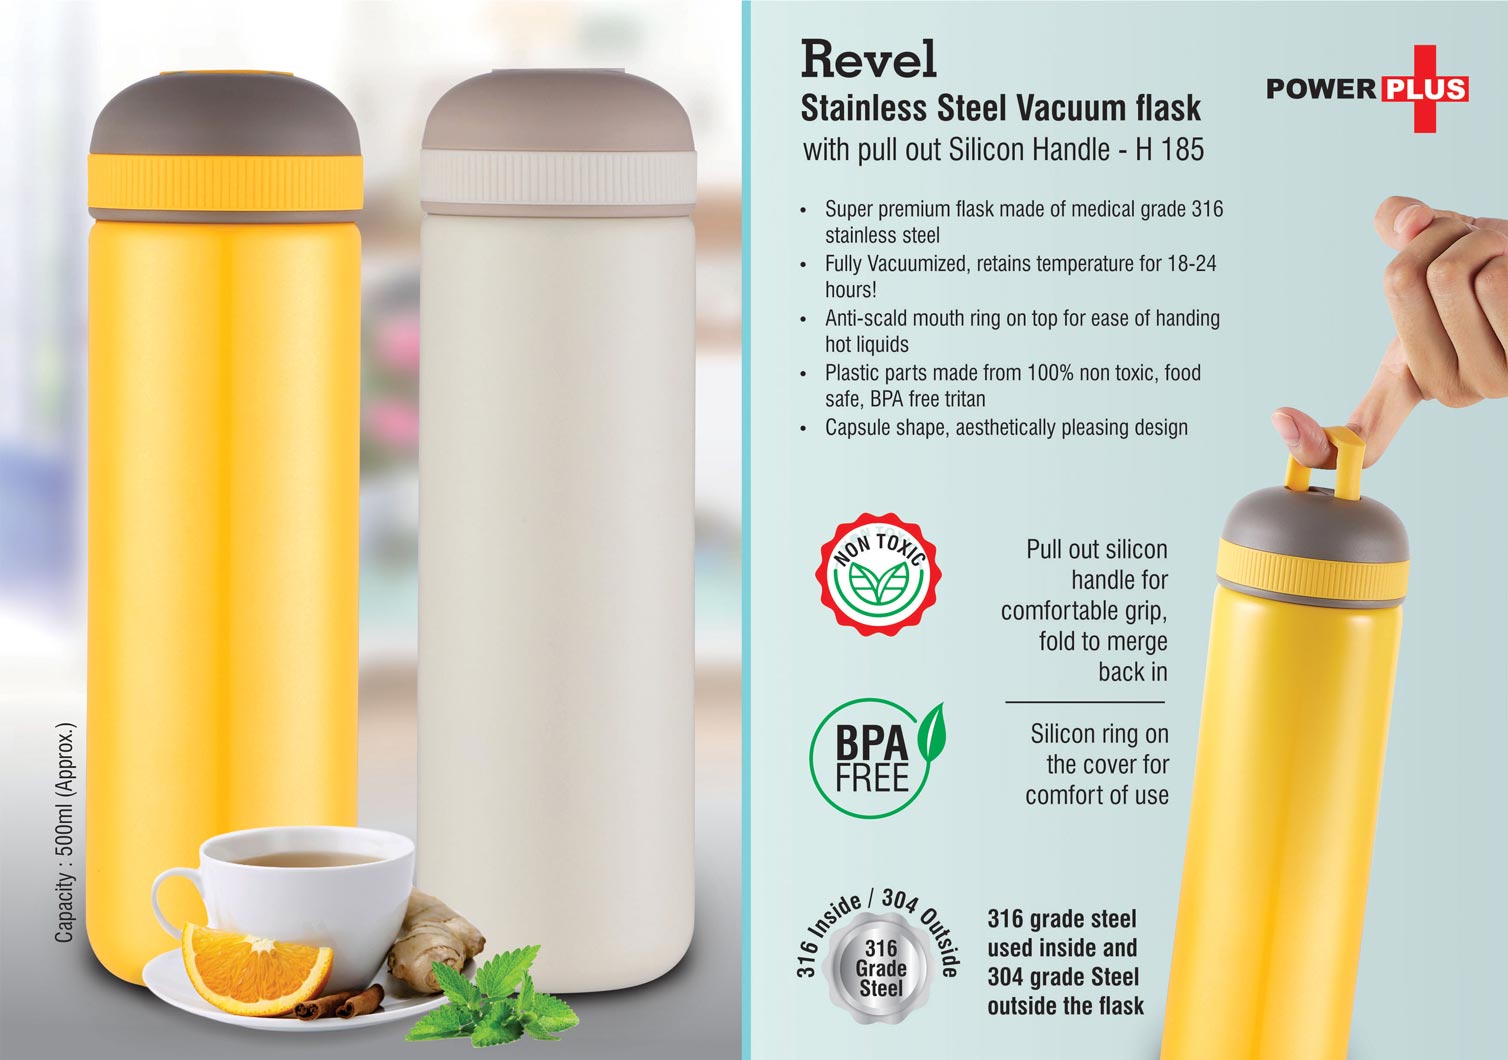 Capacity : 500ml (Approx.)
Revel
Stainless Steel Vacuum flask
with pull out Silicon Handle - H 185
POWER PLUS
• Super premium flask made of medical grade 316
stainless steel
• Fully Vacuumized, retains temperature for 18-24
hours!
• Anti-scald mouth ring on top for ease of handing
hot liquids
• Plastic parts made from 100% non toxic, food
safe, BPA free tritan
• Capsule shape, aesthetically pleasing design
NON TOXIC
Pull out silicon
handle for
comfortable grip,
fold to merge
back in
BPA
FREE
Silicon ring on
the cover for
comfort of use
316 Inside / 304 Outside
316
Grade
Steel
316 grade steel
used inside and
304 grade Steel
outside the flask